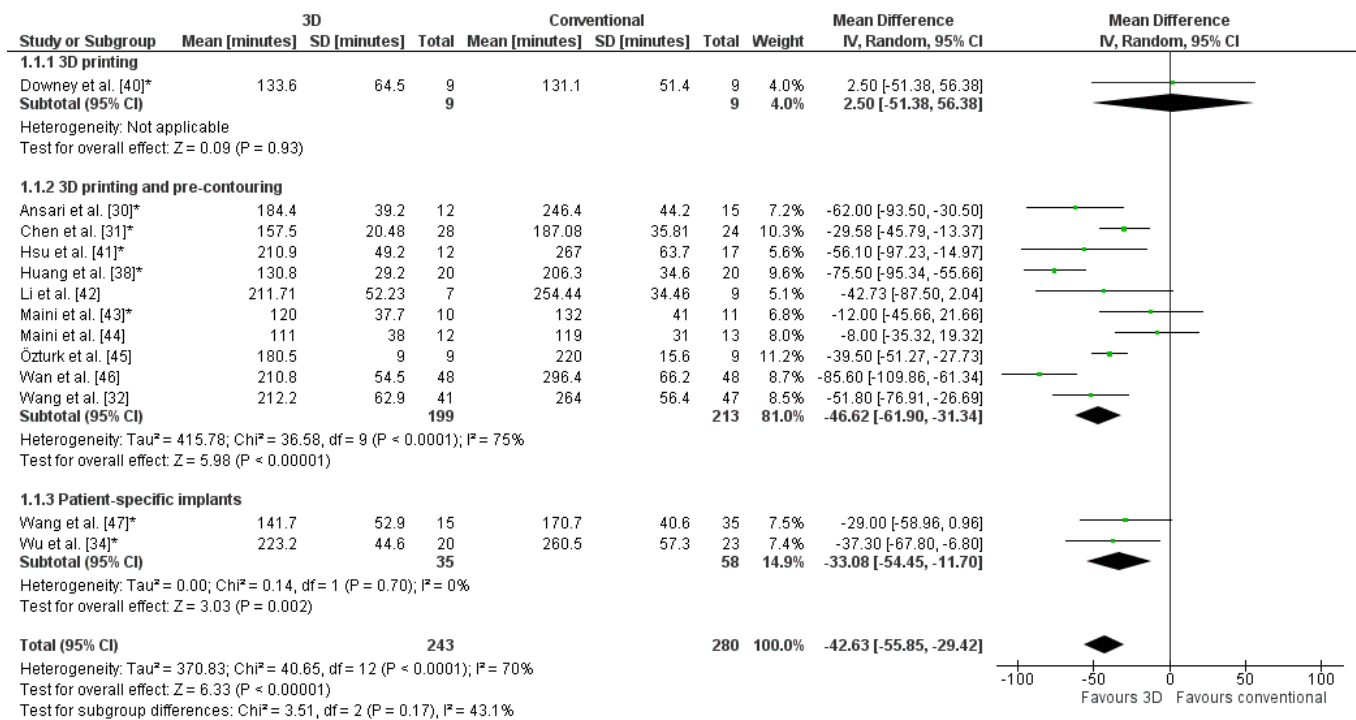 3D Conventional Mean Difference Mean Difference
Study or Subgroup Mean [minutes] SD [minutes] Total Mean [minutes] SD [minutes] Total Weight IV, Random, 95% CI IV, Random, 95% CI
1.1.1 3D printing
Downey et al. [40]* 133.6 64.5 9 131.1 51.4 9 4.0% 2.50 [-51.38, 56.38]
Subtotal (95% CI) 9 9 4.0% 2.50 [-51.38, 56.38]
Heterogeneity: Not applicable
Test for overall effect: Z = 0.09 (P = 0.93)
1.1.2 3D printing and pre-contouring
Ansari et al. [30]* 184.4 39.2 12 246.4 44.2 15 7.2% -62.00 [-93.50, -30.50]
Chen et al. [31]* 157.5 20.48 28 187.08 35.81 24 10.3% -29.58 [-45.79, -13.37]
Hsu et al. [41]* 210.9 49.2 12 267 63.7 17 5.6% -56.10 [-97.23, -14.97]
Huang et al. [38]* 130.8 29.2 20 206.3 34.6 20 9.6% -75.50 [-95.34, -55.66]
Li et al. [42] 211.71 52.23 7 254.44 34.46 9 5.1% -42.73 [-87.50, 2.04]
Maini et al. [43]* 120 37.7 10 132 41 11 6.8% -12.00 [-45.66, 21.66]
Maini et al. [44] 111 38 12 119 31 13 8.0% -8.00 [-35.32, 19.32]
Özturk et al. [45] 180.5 9 9 220 15.6 9 11.2% -39.50 [-51.27, -27.73]
Wan et al. [46] 210.8 54.5 48 296.4 66.2 48 8.7% -85.60 [-109.86, -61.34]
Wang et al. [32] 212.2 62.9 41 264 56.4 47 8.5% -51.80 [-76.91, -26.69]
Subtotal (95% CI) 199 213 81.0% -46.62 [-61.90, -31.34]
Heterogeneity: Tau² = 415.78; Chi² = 36.58, df = 9 (P < 0.0001); I² = 75%
Test for overall effect: Z = 5.98 (P < 0.00001)
1.1.3 Patient-specific implants
Wang et al. [47]* 141.7 52.9 15 170.7 40.6 35 7.5% -29.00 [-58.96, 0.96]
Wu et al. [34]* 223.2 44.6 20 260.5 57.3 23 7.4% -37.30 [-67.80, -6.80]
Subtotal (95% CI) 35 58 14.9% -33.08 [-54.45, -11.70]
Heterogeneity: Tau² = 0.00; Chi² = 0.14, df = 1 (P = 0.70); I² = 0%
Test for overall effect: Z = 3.03 (P = 0.002)
Total (95% CI) 243 280 100.0% -42.63 [-55.85, -29.42]
Heterogeneity: Tau² = 370.83; Chi² = 40.65, df = 12 (P < 0.0001); I² = 70%
Test for overall effect: Z = 6.33 (P < 0.00001)
Test for subgroup differences: Chi² = 3.51, df = 2 (P = 0.17), I² = 43.1%
-100 -50 0 50 100
Favours 3D Favours conventional